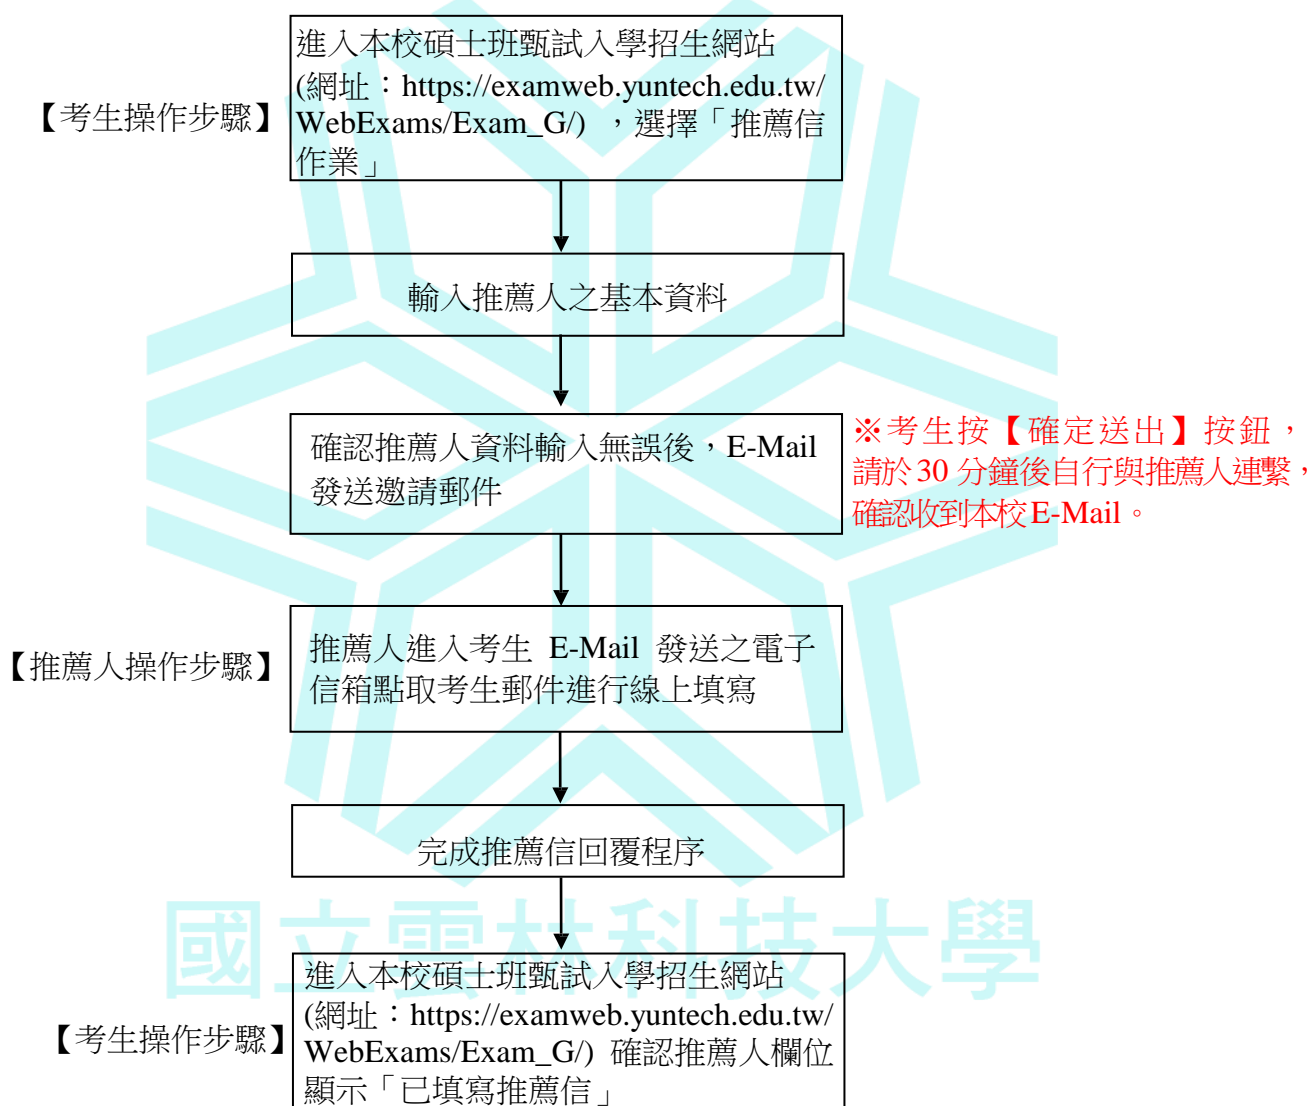 進入本校碩士班甄試入學招生網站
(網址：https://examweb.yuntech.edu.tw/
【考生操作步驟】
WebExams/Exam_G/) ，選擇「推薦信
作業」
輸入推薦人之基本資料
確認推薦人資料輸入無誤後，E-Mail
發送邀請郵件
※考生按【確定送出】按鈕，
請於30 分鐘後自行與推薦人連繫，
確認收到本校E-Mail。
【推薦人操作步驟】
推薦人進入考生 E-Mail 發送之電子
信箱點取考生郵件進行線上填寫
完成推薦信回覆程序
國立雲林科技大學
進入本校碩士班甄試入學招生網站
(網址：https://examweb.yuntech.edu.tw/
【考生操作步驟】
WebExams/Exam_G/) 確認推薦人欄位
顯示「已填寫推薦信」